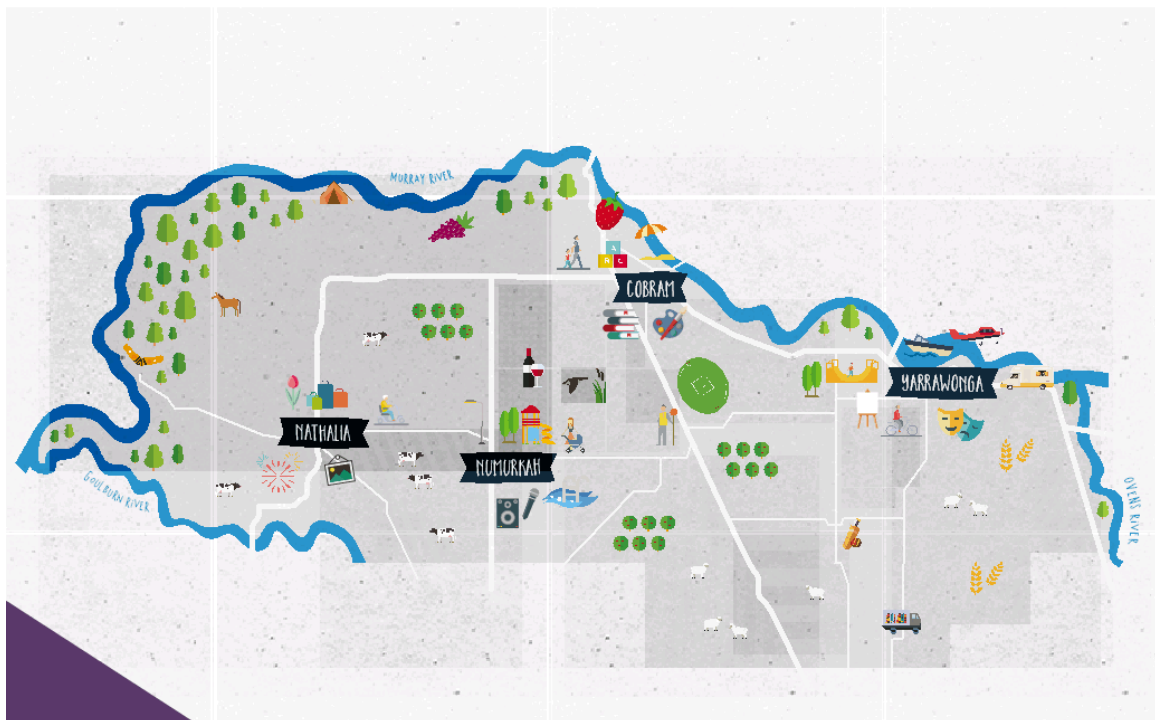 MURRAY RIVER
A
B C
COBRAM
YARRAWONGA
NATHALIA
NUMURKAH
GOULBURN RIVER
OVENS RIVER